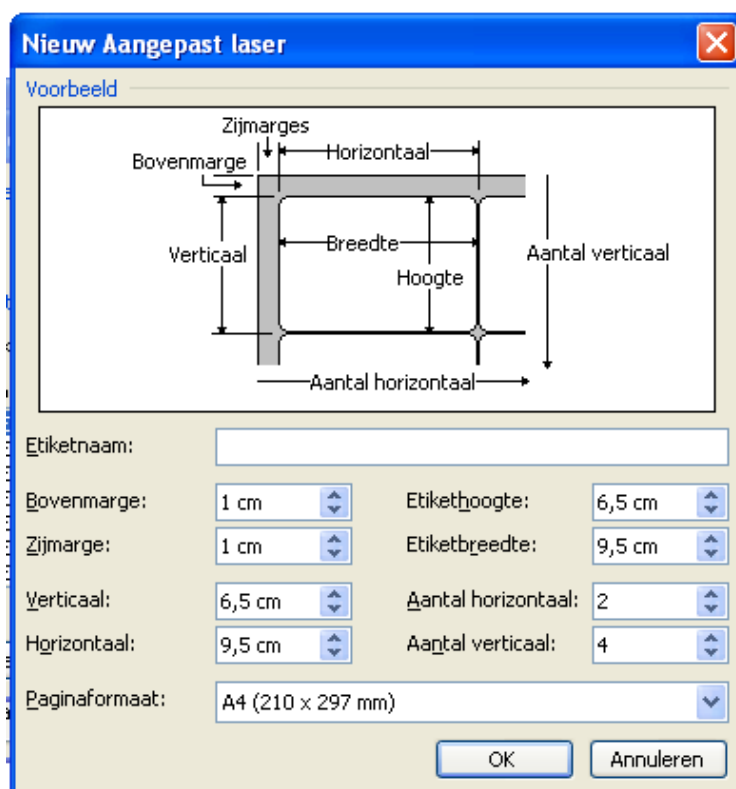 Nieuw Aangepast laser
Voorbeeld
Zijmarges
Horizontaal
Bovenmarge
Verticaal
Breedte
Hoogte
Aantal verticaal
Aantal horizontaal
Etiketnaam:
Bovenmarge: 1 cm Etikethoogte: 6,5 cm
Zijmarge: 1 cm Etiketbreedte: 9,5 cm
Verticaal: 6,5 cm Aantal horizontaal: 2
Horizontaal: 9,5 cm Aantal verticaal: 4
Paginaformaat: A4 (210 x 297 mm)
OK Annuleren